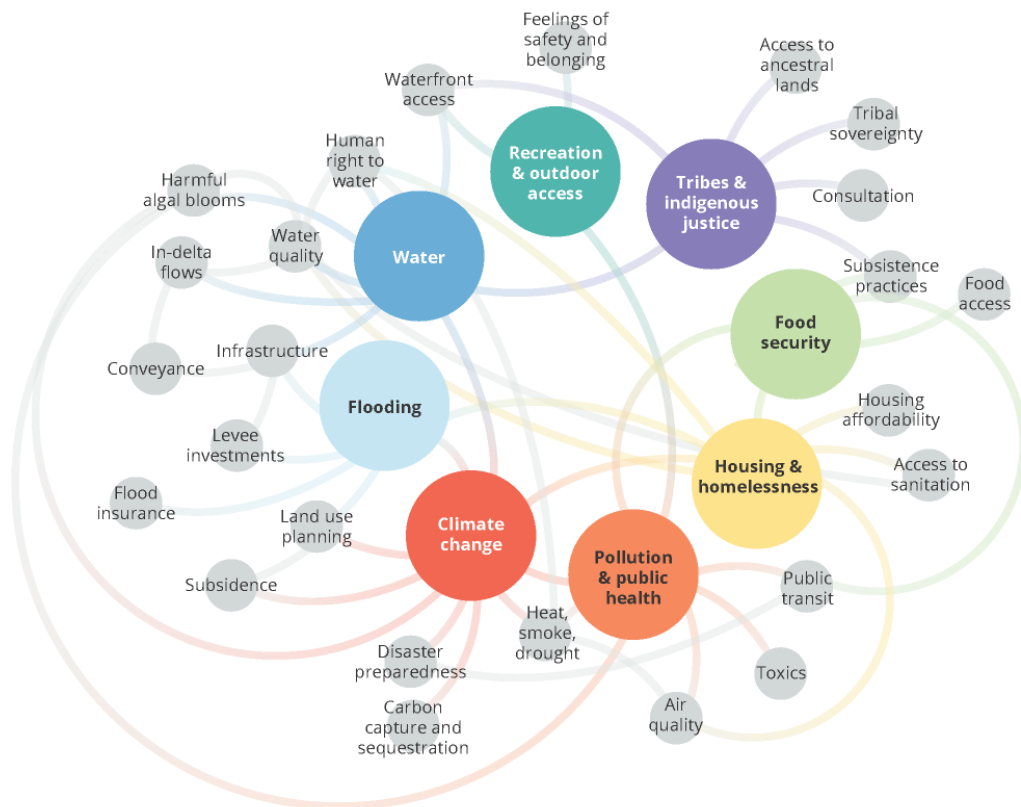 Feelings of
safety and
belonging
Access to
ancestral
lands
Waterfront
access
Tribal
sovereignty
Human
right to
water
Recreation
& outdoor
access
Tribes &
indigenous
justice
Harmful
algal blooms
Consultation
Water
quality
In-delta
flows
Water
Subsistence
practices
Food
access
Food
security
Infrastructure
Conveyance
Flooding
Housing
affordability
Levee
investments
Housing &
homelessness
Access to
sanitation
Flood
insurance
Land use
planning
Climate
change
Pollution
& public
health
Subsidence
Public
transit
Heat,
smoke,
drought
Disaster
preparedness
Toxics
Carbon
capture and
sequestration
Air
quality